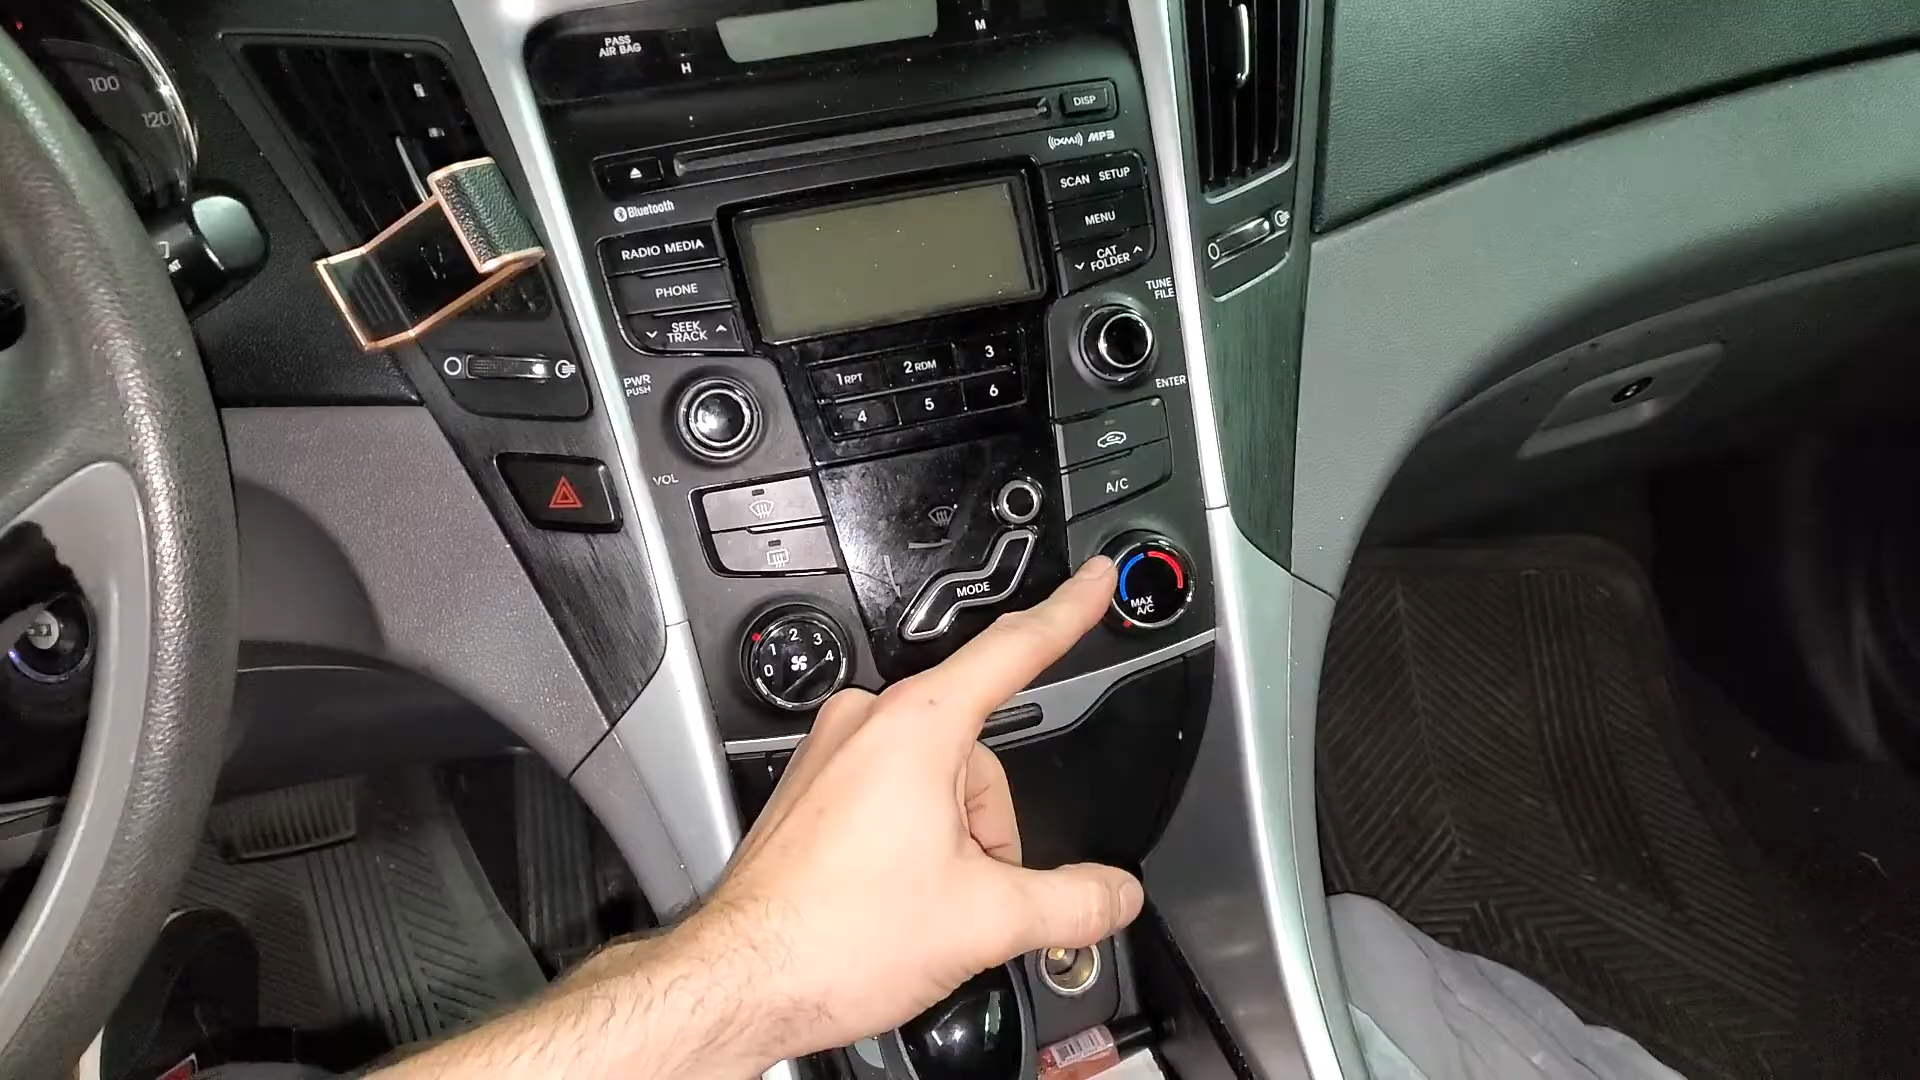 PASS
AIR BAG
H
M
100
120
DISP
XM MP3
SCAN SETUP
Bluetooth
MENU
RADIO MEDIA
CAT
FOLDER
PHONE
TUNE
FILE
SEEK
TRACK
3
2 RDM
1 RPT
PWR
PUSH
ENTER
6
5
4
VOL
A/C
MODE
MAX
A/C
0 1 2 3 4